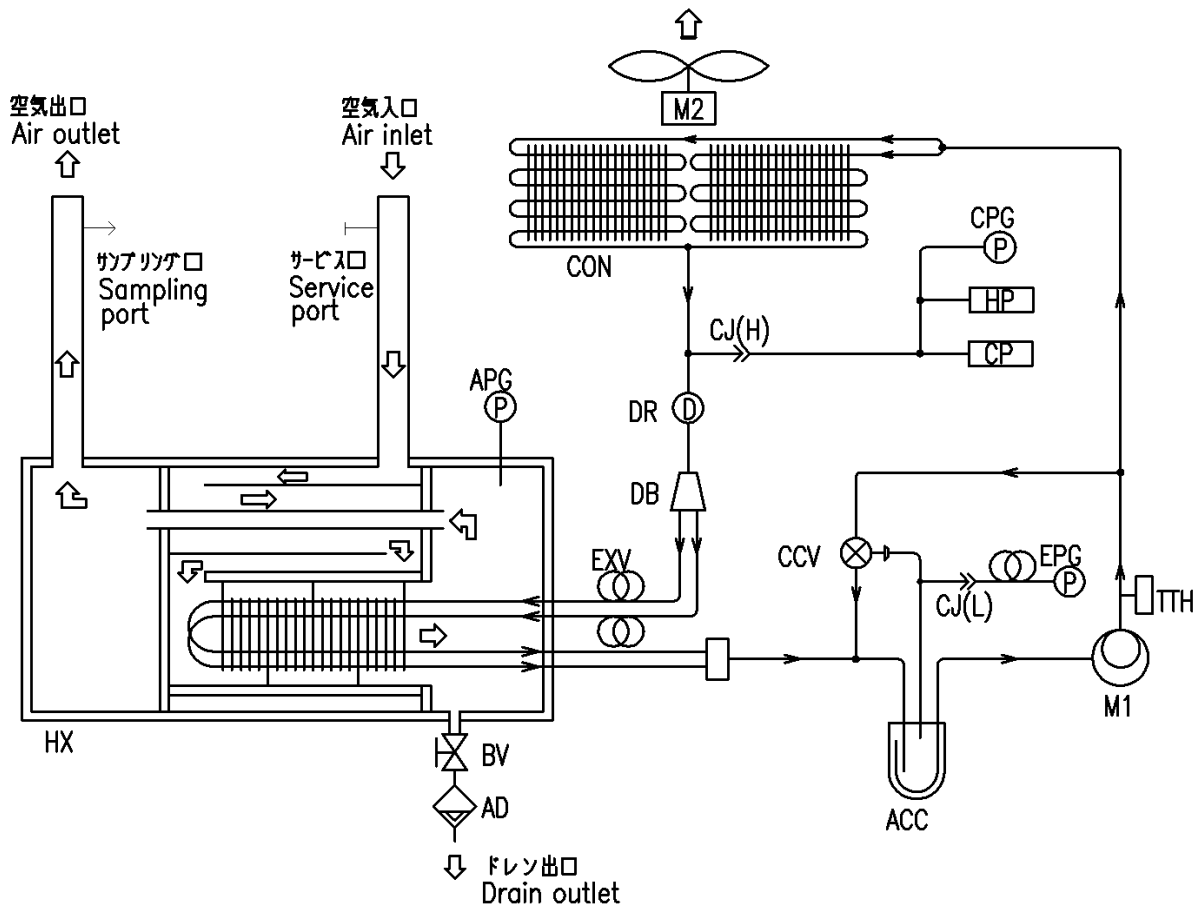 M2
空気出口
Air outlet
空気入口
Air inlet
CPG
P
サンプリング口
Sampling
port
サービス口
Service
port
CON
HP
CJ(H)
CP
APG
P
DR
D
DB
EXV
CCV
EPG
P
CJ(L)
TTH
M1
HX
BV
AD
ACC
ドレン出口
Drain outlet